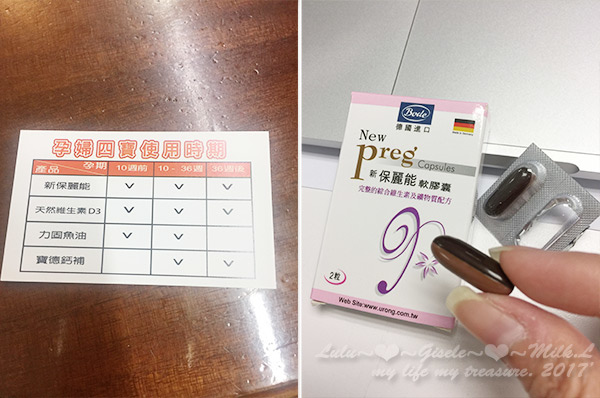 孕婦四寶使用時期
產品 孕期 10週前 10 - 36週 36週後
新保麗能 V V V
天然維生素D3 V V V
力固魚油 V V
寶德鈣補 V V
Bode
德國進口
New
Preg
Capsules
新 保麗能 軟膠囊
完整的綜合維生素及礦物質配方
2粒
Web Site:www.urong.com.tw
Lulu~♥~Gisele~♥~Milk.L
my life my treasure. 2017'